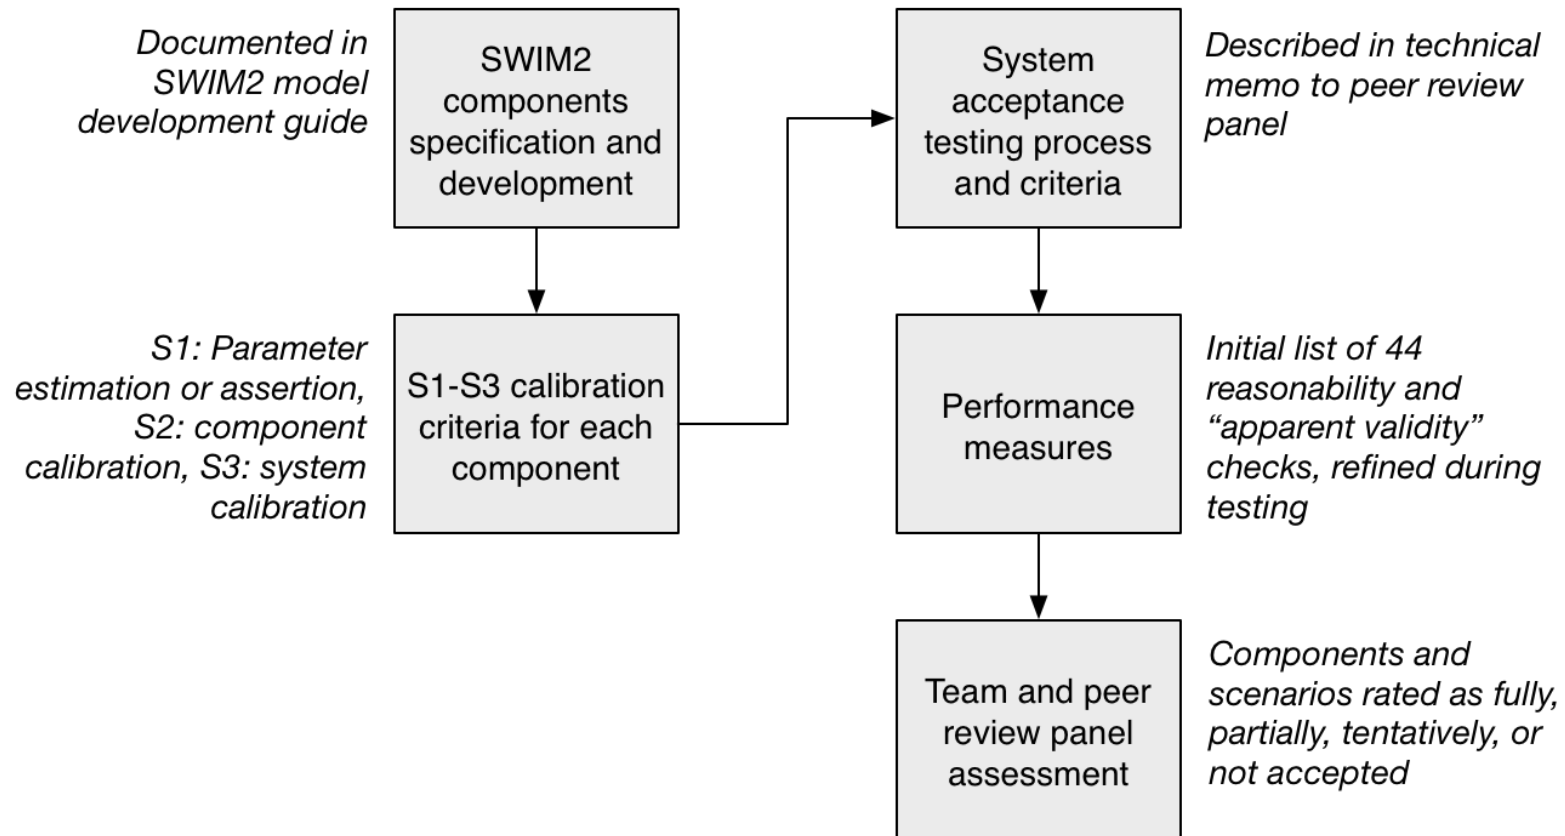 Documented in
SWIM2 model
development guide
SWIM2
components
specification and
development
S1: Parameter
estimation or assertion,
S2: component
calibration, S3: system
calibration
S1-S3 calibration
criteria for each
component
System
acceptance
testing process
and criteria
Described in technical
memo to peer review
panel
Performance
measures
Initial list of 44
reasonability and
“apparent validity”
checks, refined during
testing
Team and peer
review panel
assessment
Components and
scenarios rated as fully,
partially, tentatively, or
not accepted